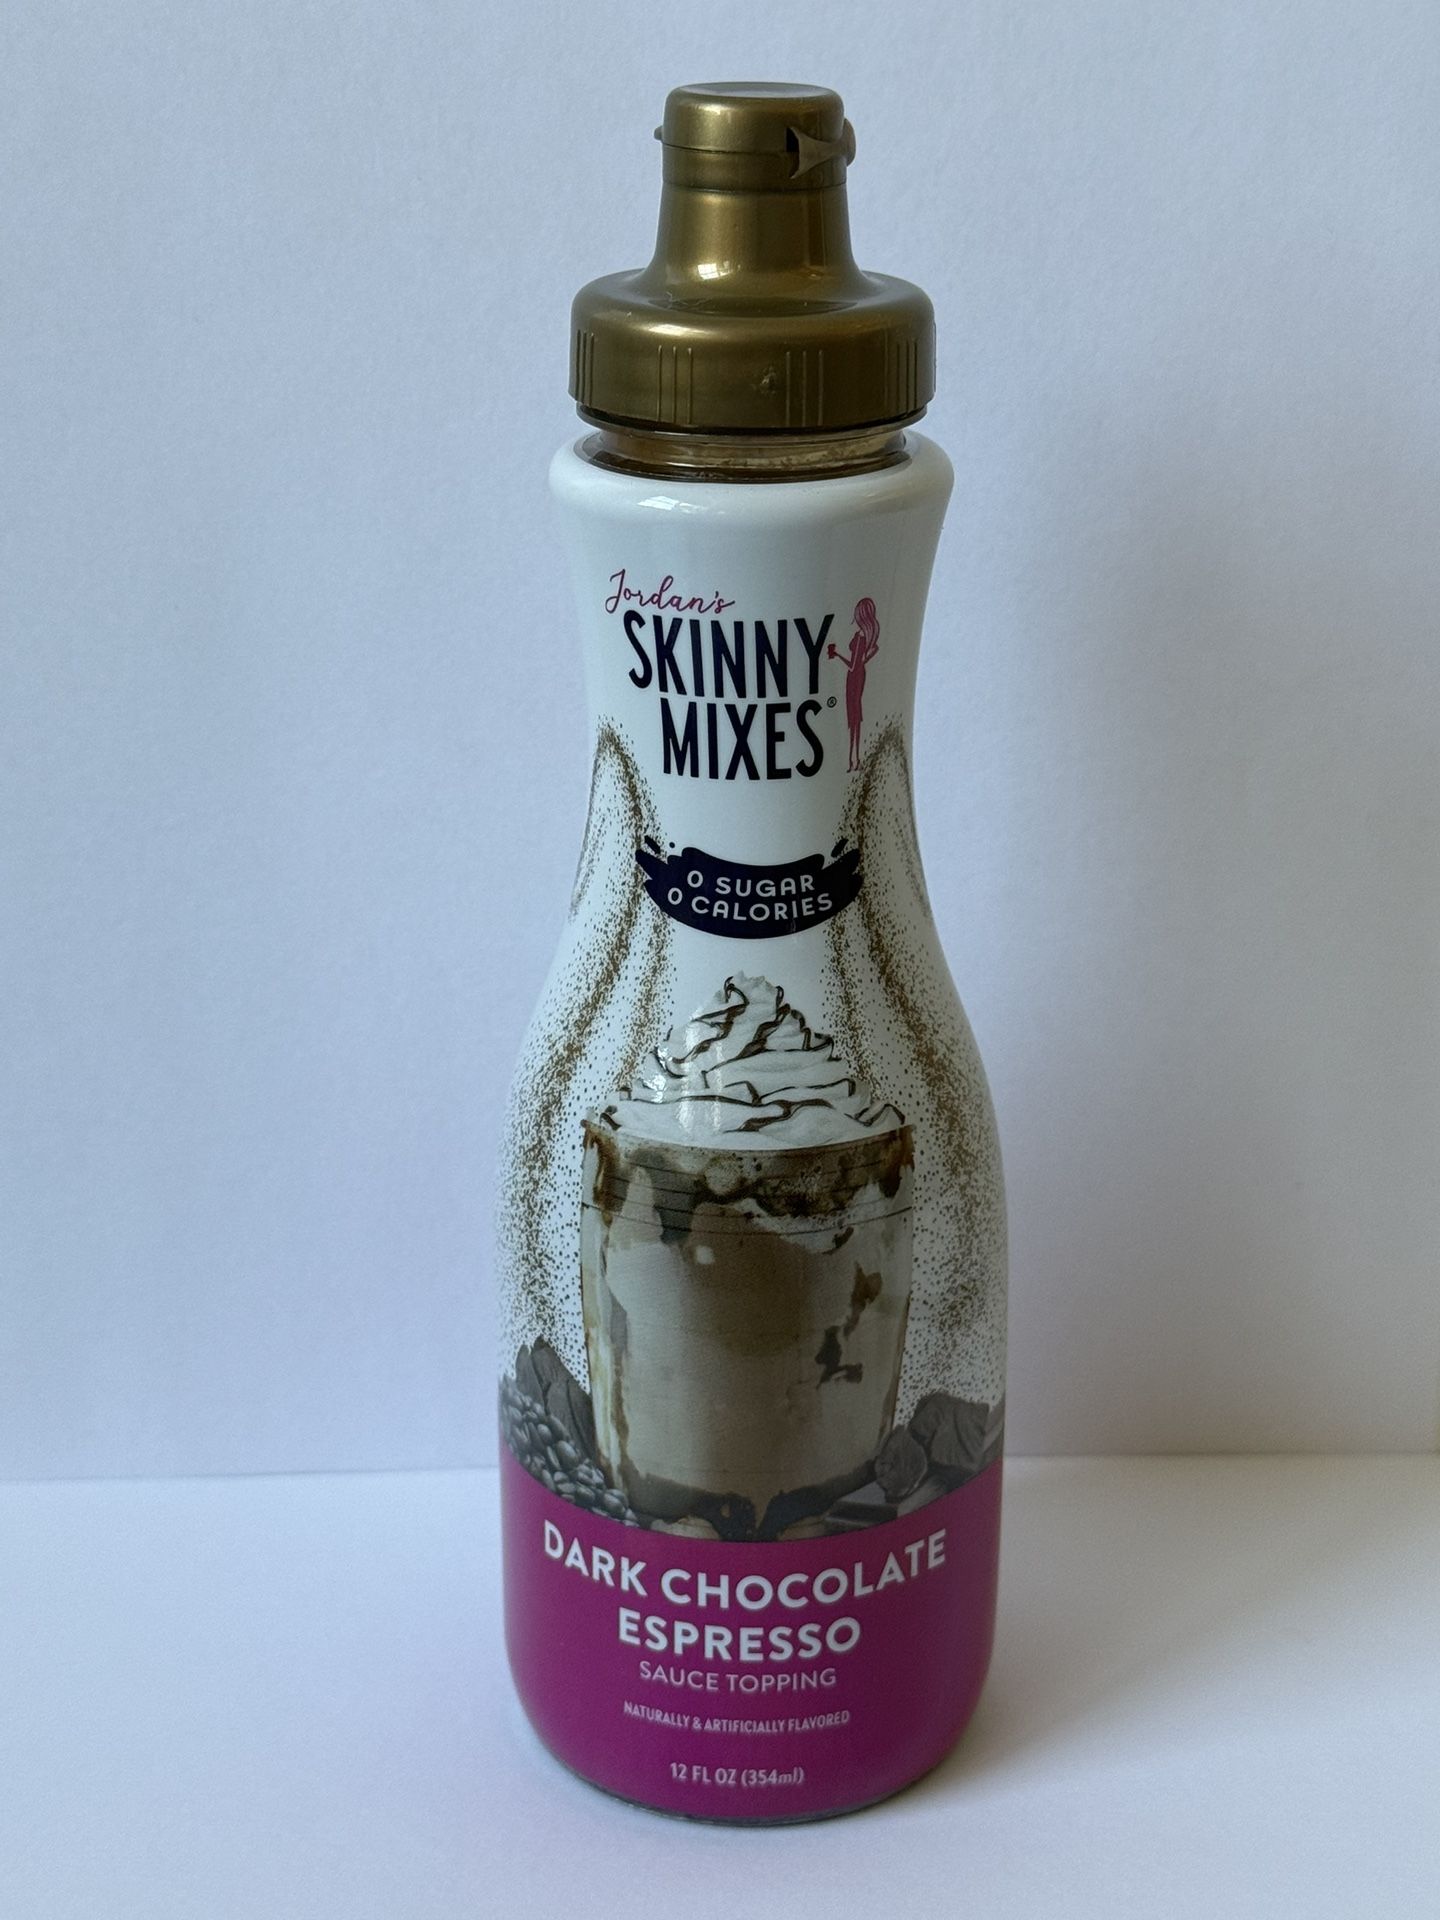 Jordan's
SKINNY
MIXES®
0 SUGAR
0 CALORIES
DARK CHOCOLATE
ESPRESSO
SAUCE TOPPING
NATURALLY & ARTIFICIALLY FLAVORED
12 FL OZ (354ml)